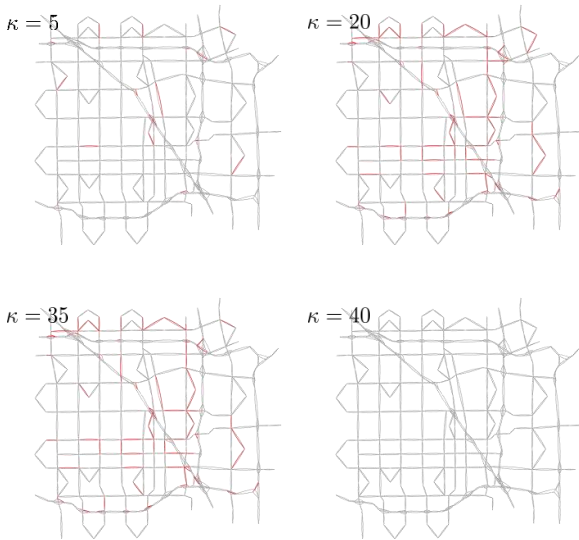 κ = 5
κ = 20
κ = 35
κ = 40